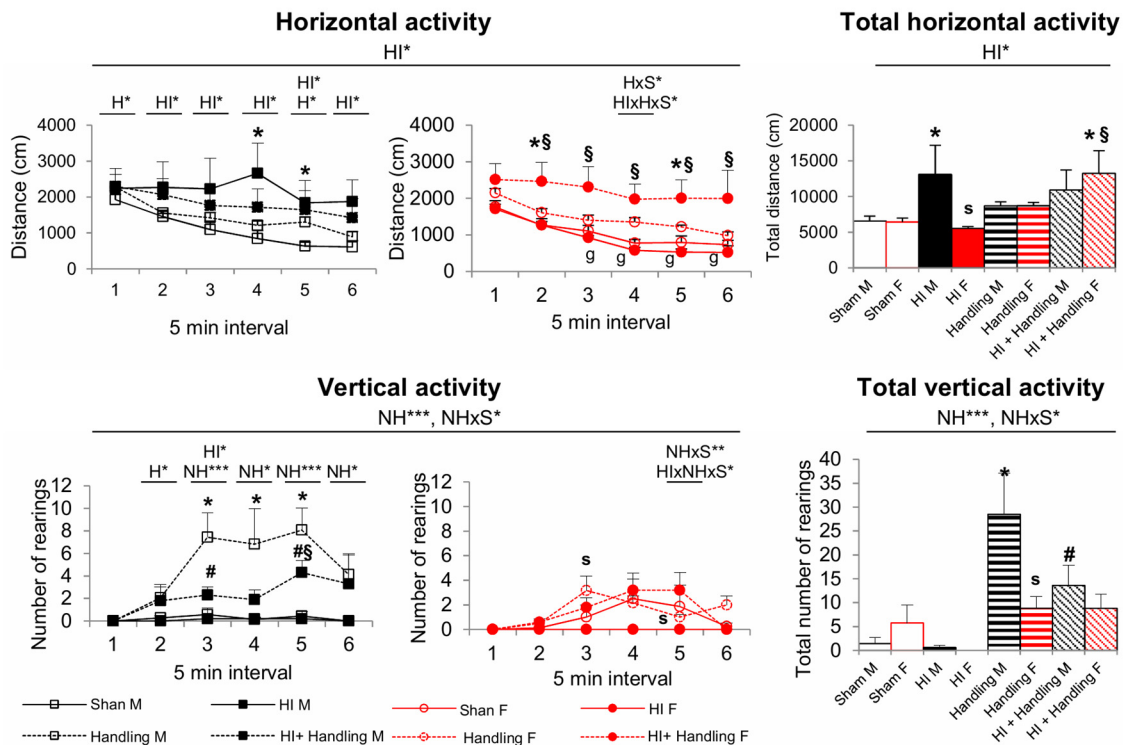 Horizontal activity
HI*
H*
HI*
HI*
HI*
HI*
H*
HI*
Distance (cm)
4000
3000
2000
1000
0
*
*
1 2 3 4 5 6
5 min interval
HxS*
HIxHxS*
Distance (cm)
4000
3000
2000
1000
0
*§ § § *§ §
g g g g
1 2 3 4 5 6
5 min interval
Total horizontal activity
HI*
Total distance (cm)
20000
15000
10000
5000
0
*
s
*§
Sham M
Sham F
HI M
HI F
Handling M
Handling F
HI + Handling M
HI + Handling F
Vertical activity
NH***, NHxS*
H*
HI*
NH***
NH*
NH***
NH*
Number of rearings
12
10
8
6
4
2
0
* * *
# #§
1 2 3 4 5 6
5 min interval
NHxS**
HIxNHxS*
Number of rearings
12
10
8
6
4
2
0
s
s
1 2 3 4 5 6
5 min interval
Total vertical activity
NH***, NHxS*
Total number of rearings
40
35
30
25
20
15
10
5
0
*
s
#
Sham M
Sham F
HI M
HI F
Handling M
Handling F
HI + Handling M
HI + Handling F
Shan M
HI M
Shan F
HI F
Handling M
HI+ Handling M
Handling F
HI+ Handling F